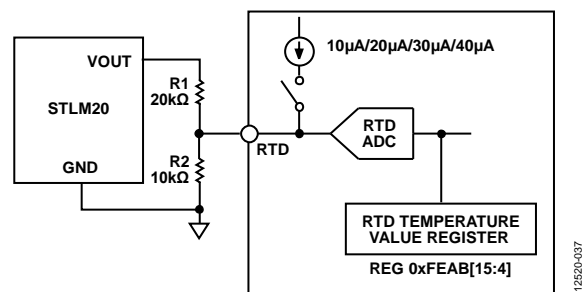 10µA/20µA/30µA/40µA
VOUT
R1
20kΩ
STLM20
RTD
RTD
ADC
GND
R2
10kΩ
RTD TEMPERATURE
VALUE REGISTER
REG 0xFEAB[15:4]
12520-037